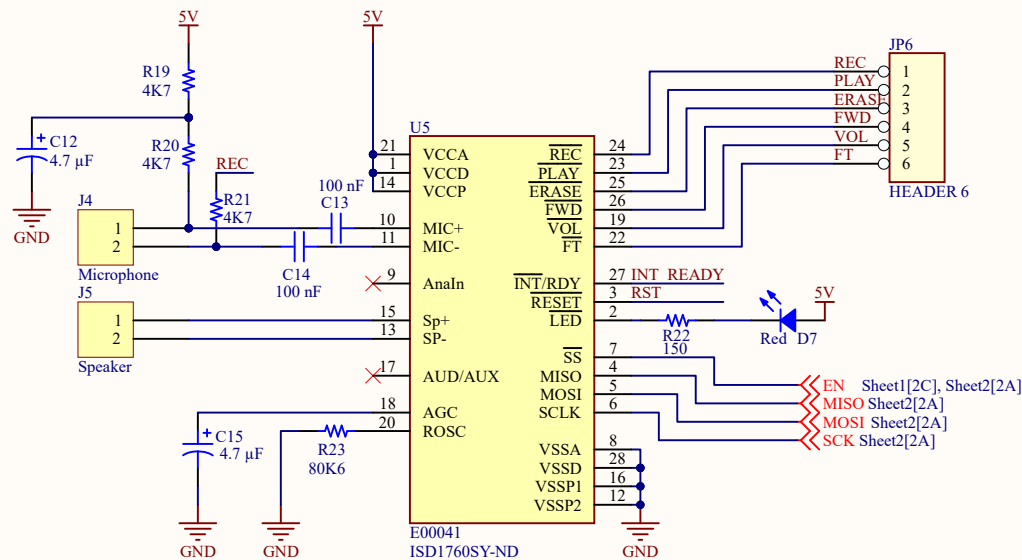 5V
R19
4K7
C12
4.7 µF
GND
R20
4K7
REC
R21
4K7
100 nF
C13
C14
100 nF
J4
1
2
Microphone
J5
1
2
Speaker
5V
U5
21 VCCA
1 VCCD
14 VCCP
10 MIC+
11 MIC-
9 AnaIn
15 Sp+
13 SP-
17 AUD/AUX
18 AGC
20 ROSC
REC 24
PLAY 23
ERASE 25
FWD 26
VOL 19
FT 22
INT/RDY 27 INT READY
RESET 3 RST
LED 2
SS 7
MISO 4
MOSI 5
SCLK 6
VSSA 8
VSSD 28
VSSP1 16
VSSP2 12
E00041
ISD1760SY-ND
C15
4.7 µF
GND
R23
80K6
GND
GND
JP6
REC 1
PLAY 2
ERASE 3
FWD 4
VOL 5
FT 6
HEADER 6
R22
150
Red D7
5V
EN Sheet1[2C], Sheet2[2A]
MISO Sheet2[2A]
MOSI Sheet2[2A]
SCK Sheet2[2A]